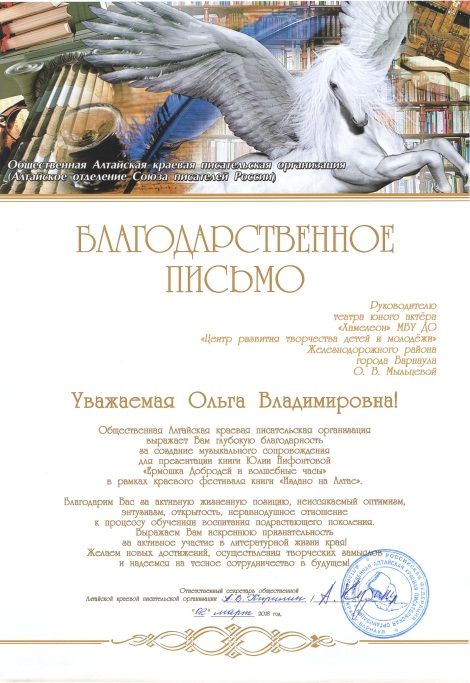 Общественная Алтайская краевая писательская организация
(Алтайское отделение Союза писателей России)
БЛАГОДАРСТВЕННОЕ
ПИСЬМО
Руководителю
театра юного актёра
«Хамелеон» МБУ ДО
«Центр развития творчества детей и молодёжи»
Железнодорожного района
города Барнаула
О. В. Мыльцевой
Уважаемая Ольга Владимировна!
Общественная Алтайская краевая писательская организация
выражает Вам глубокую благодарность
за создание музыкального сопровождения
для презентации книги Юлии Нифонтовой
«Ермошка Добродей и волшебные часы»
в рамках краевого фестиваля книги «Издано на Алтае».
Благодарим Вас за активную жизненную позицию, неиссякаемый оптимизм,
энтузиазм, открытость, неравнодушное отношение
к процессу обучения и воспитания подрастающего поколения.
Выражаем Вам искреннюю признательность
за активное участие в литературной жизни края!
Желаем новых достижений, осуществления творческих замыслов
и надеемся на тесное сотрудничество в будущем!
Ответственный секретарь общественной
Алтайской краевой писательской организации А.В. Кирилин
"02" март 2018 год.